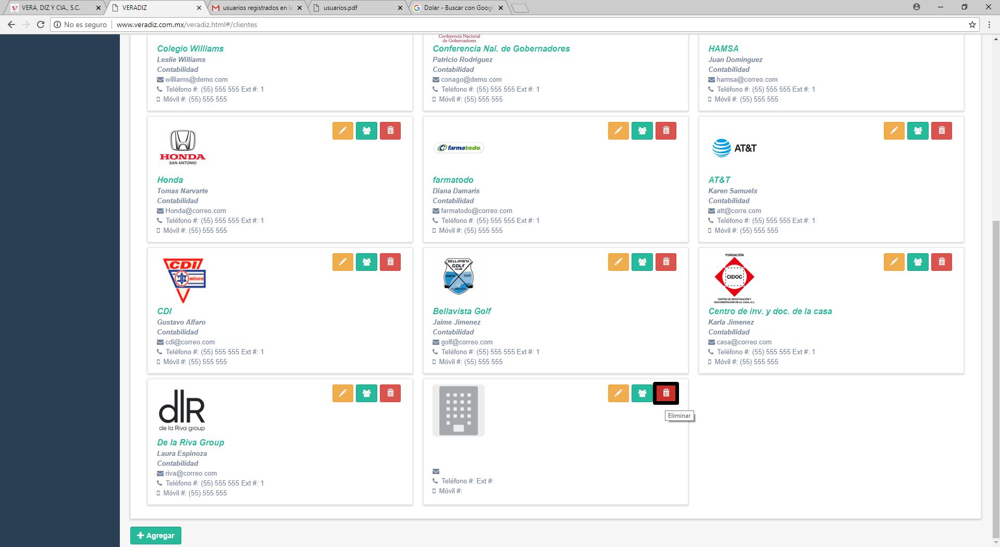 VERA, DIZ Y CIA., S.C.
VERADIZ
usuarios registrados en la
usuarios.pdf
Dolar - Buscar con Googl
No es seguro
www.veradiz.com.mx/veradiz.html#/clientes
Colegio Williams
Leslie Williams
Contabilidad
williams@demo.com
Teléfono #: (55) 555 555 Ext #: 1
Móvil #: (55) 555 555
Conferencia Nacional
de Gobernadores
Conferencia Nal. de Gobernadores
Patricio Rodriguez
Contabilidad
conago@demo.com
Teléfono #: (55) 555 555 Ext #: 1
Móvil #: (55) 555 555
HAMSA
Juan Dominguez
Contabilidad
hamsa@correo.com
Teléfono #: (55) 555 555 Ext #: 1
Móvil #: (55) 555 555
HONDA
SAN ANTONIO
Honda
Tomas Narvarte
Contabilidad
Honda@correo.com
Teléfono #: (55) 555 555 Ext #: 1
Móvil #: (55) 555 555
farmatodo
farmatodo
Diana Damaris
Contabilidad
farmatodo@correo.com
Teléfono #: (55) 555 555 Ext #: 1
Móvil #: (55) 555 555
AT&T
AT&T
Karen Samuels
Contabilidad
att@corre.com
Teléfono #: (55) 555 555 Ext #: 1
Móvil #: (55) 555 555
CDI
MÉXICO
CDI
Gustavo Alfaro
Contabilidad
cdi@correo.com
Teléfono #: (55) 555 555 Ext #: 1
Móvil #: (55) 555 555
BELLAVISTA
GOLF
CLUB
1916
Bellavista Golf
Jaime Jimenez
Contabilidad
golf@correo.com
Teléfono #: (55) 555 555 Ext #: 1
Móvil #: (55) 555 555
FUNDACIÓN
CIDOC
CENTRO DE INVESTIGACIÓN Y
DOCUMENTACIÓN DE LA CASA, A.C.
Centro de inv. y doc. de la casa
Karla Jimenez
Contabilidad
casa@correo.com
Teléfono #: (55) 555 555 Ext #: 1
Móvil #: (55) 555 555
dlR
de la Riva group
De la Riva Group
Laura Espinoza
Contabilidad
riva@correo.com
Teléfono #: (55) 555 555 Ext #: 1
Móvil #: (55) 555 555
Eliminar
Teléfono #: Ext #:
Móvil #:
Agregar